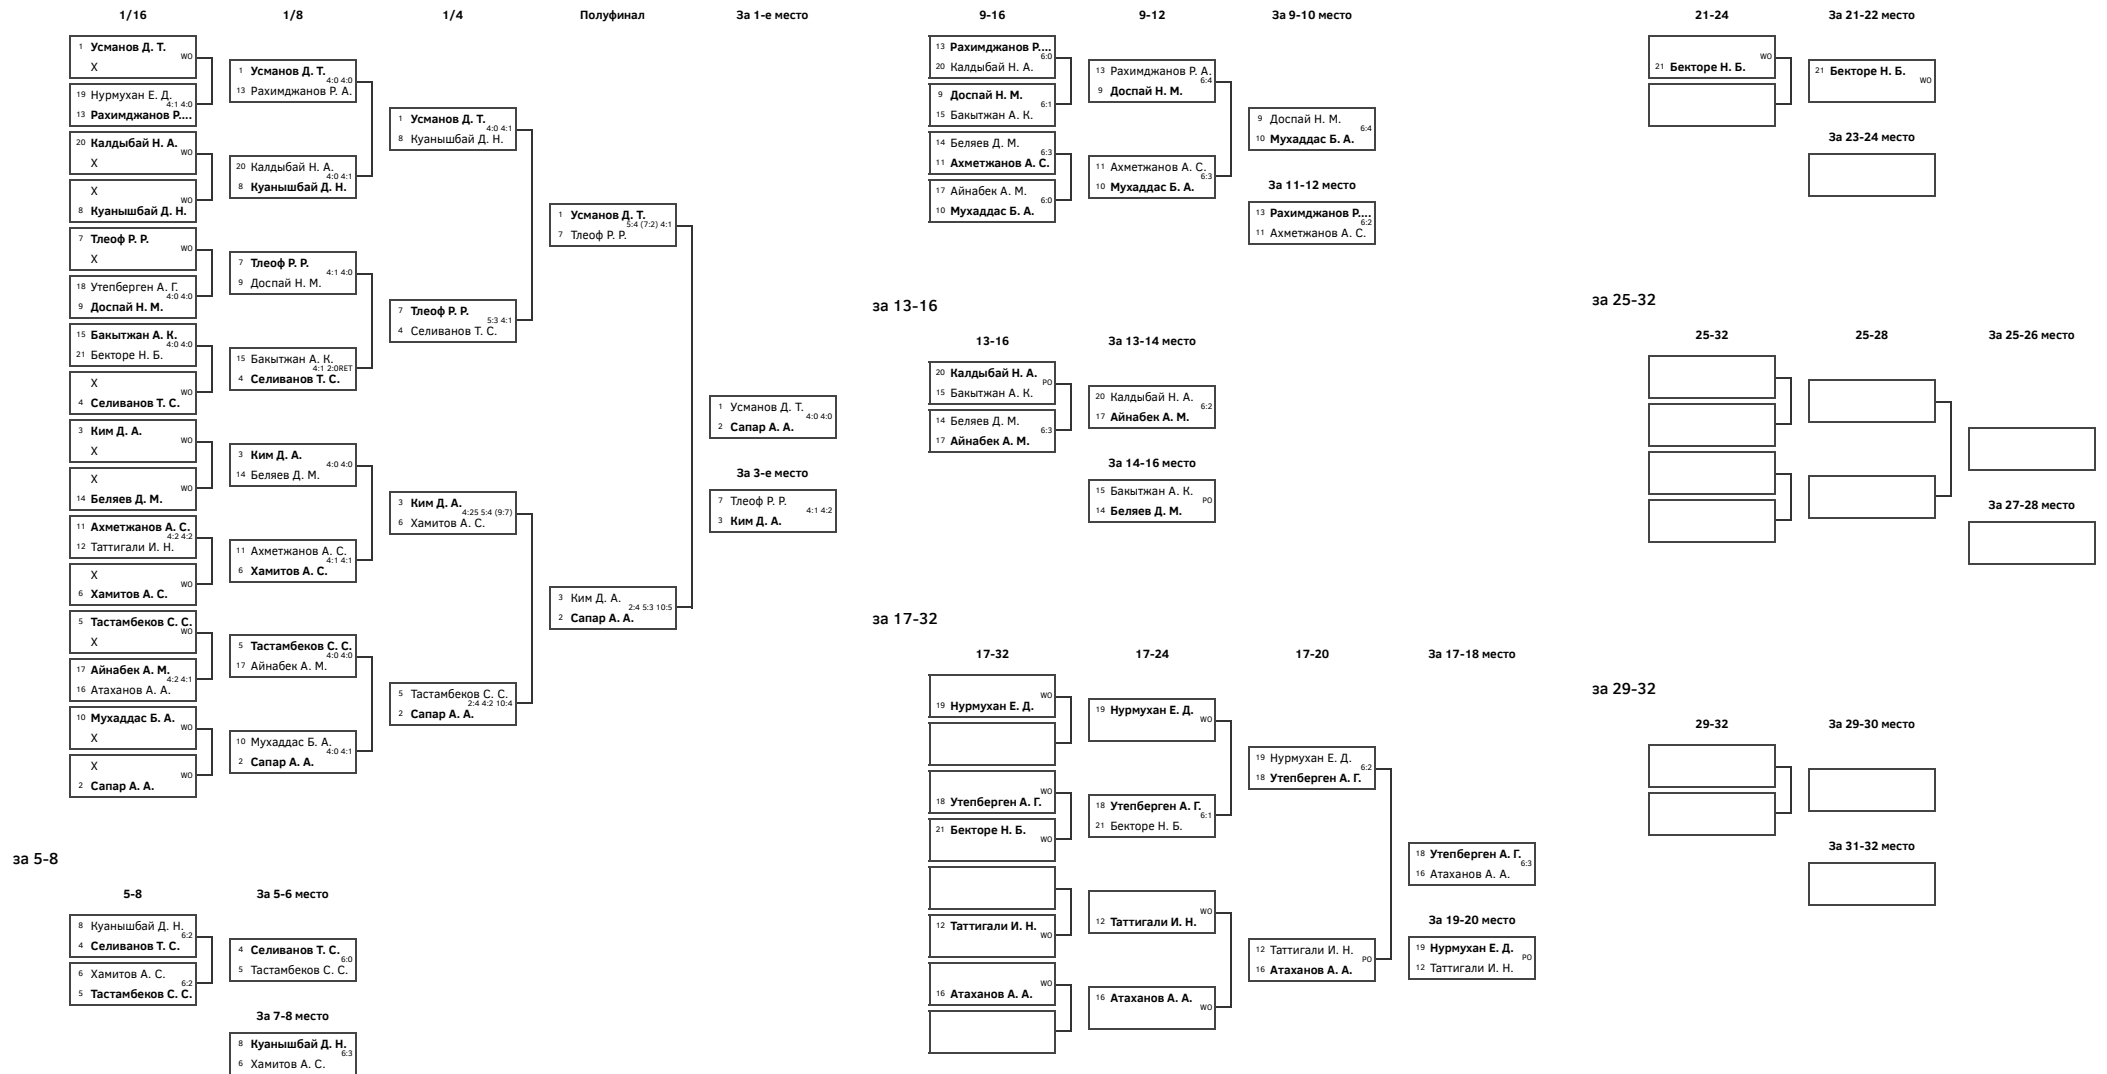 1/16
1 Усманов Д. Т.
WO
X
19 Нурмухан Е. Д.
4:1 4:0
13 Рахимджанов Р....
20 Калдыбай Н. А.
WO
X
X
WO
8 Куанышбай Д. Н.
7 Тлеоф Р. Р.
WO
X
18 Утепберген А. Г.
4:0 4:0
9 Доспай Н. М.
15 Бакытжан А. К.
4:0 4:0
21 Бекторе Н. Б.
X
WO
4 Селиванов Т. С.
3 Ким Д. А.
WO
X
X
WO
14 Беляев Д. М.
11 Ахметжанов А. С.
4:2 4:2
12 Таттигали И. Н.
X
WO
6 Хамитов А. С.
5 Тастамбеков С. С.
WO
X
17 Айнабек А. М.
4:2 4:1
16 Атаханов А. А.
10 Мухаддас Б. А.
WO
X
X
WO
2 Сапар А. А.
1/8
1 Усманов Д. Т.
4:0 4:0
13 Рахимджанов Р. А.
20 Калдыбай Н. А.
4:0 4:1
8 Куанышбай Д. Н.
7 Тлеоф Р. Р.
4:1 4:0
9 Доспай Н. М.
15 Бакытжан А. К.
4:1 2:0RET
4 Селиванов Т. С.
3 Ким Д. А.
4:0 4:0
14 Беляев Д. М.
11 Ахметжанов А. С.
4:1 4:1
6 Хамитов А. С.
5 Тастамбеков С. С.
4:0 4:0
17 Айнабек А. М.
10 Мухаддас Б. А.
4:0 4:1
2 Сапар А. А.
1/4
1 Усманов Д. Т.
4:0 4:1
8 Куанышбай Д. Н.
7 Тлеоф Р. Р.
5:3 4:1
4 Селиванов Т. С.
3 Ким Д. А.
4:25 5:4 (9:7)
6 Хамитов А. С.
5 Тастамбеков С. С.
2:4 4:2 10:4
2 Сапар А. А.
Полуфинал
1 Усманов Д. Т.
5:4 (7:2) 4:1
7 Тлеоф Р. Р.
3 Ким Д. А.
2:4 5:3 10:5
2 Сапар А. А.
За 1-е место
1 Усманов Д. Т.
4:0 4:0
2 Сапар А. А.
За 3-е место
7 Тлеоф Р. Р.
4:1 4:2
3 Ким Д. А.
за 5-8
5-8
8 Куанышбай Д. Н.
6:2
4 Селиванов Т. С.
6 Хамитов А. С.
6:2
5 Тастамбеков С. С.
За 5-6 место
4 Селиванов Т. С.
6:0
5 Тастамбеков С. С.
За 7-8 место
8 Куанышбай Д. Н.
6:3
6 Хамитов А. С.
9-16
13 Рахимджанов Р....
6:0
20 Калдыбай Н. А.
9 Доспай Н. М.
6:1
15 Бакытжан А. К.
14 Беляев Д. М.
6:3
11 Ахметжанов А. С.
17 Айнабек А. М.
6:0
10 Мухаддас Б. А.
9-12
13 Рахимджанов Р. А.
6:4
9 Доспай Н. М.
11 Ахметжанов А. С.
6:3
10 Мухаддас Б. А.
За 9-10 место
9 Доспай Н. М.
6:4
10 Мухаддас Б. А.
За 11-12 место
13 Рахимджанов Р....
6:2
11 Ахметжанов А. С.
за 13-16
13-16
20 Калдыбай Н. А.
PO
15 Бакытжан А. К.
14 Беляев Д. М.
6:3
17 Айнабек А. М.
За 13-14 место
20 Калдыбай Н. А.
6:2
17 Айнабек А. М.
За 14-16 место
15 Бакытжан А. К.
PO
14 Беляев Д. М.
за 17-32
17-32
WO
19 Нурмухан Е. Д.
WO
18 Утепберген А. Г.
21 Бекторе Н. Б.
WO
12 Таттигали И. Н.
WO
WO
16 Атаханов А. А.
17-24
19 Нурмухан Е. Д.
WO
18 Утепберген А. Г.
6:1
21 Бекторе Н. Б.
WO
12 Таттигали И. Н.
16 Атаханов А. А.
WO
17-20
19 Нурмухан Е. Д.
6:2
18 Утепберген А. Г.
12 Таттигали И. Н.
PO
16 Атаханов А. А.
За 17-18 место
18 Утепберген А. Г.
6:3
16 Атаханов А. А.
За 19-20 место
19 Нурмухан Е. Д.
PO
12 Таттигали И. Н.
21-24
WO
21 Бекторе Н. Б.
За 21-22 место
21 Бекторе Н. Б.
WO
За 23-24 место
за 25-32
25-32
25-28
За 25-26 место
За 27-28 место
за 29-32
29-32
За 29-30 место
За 31-32 место